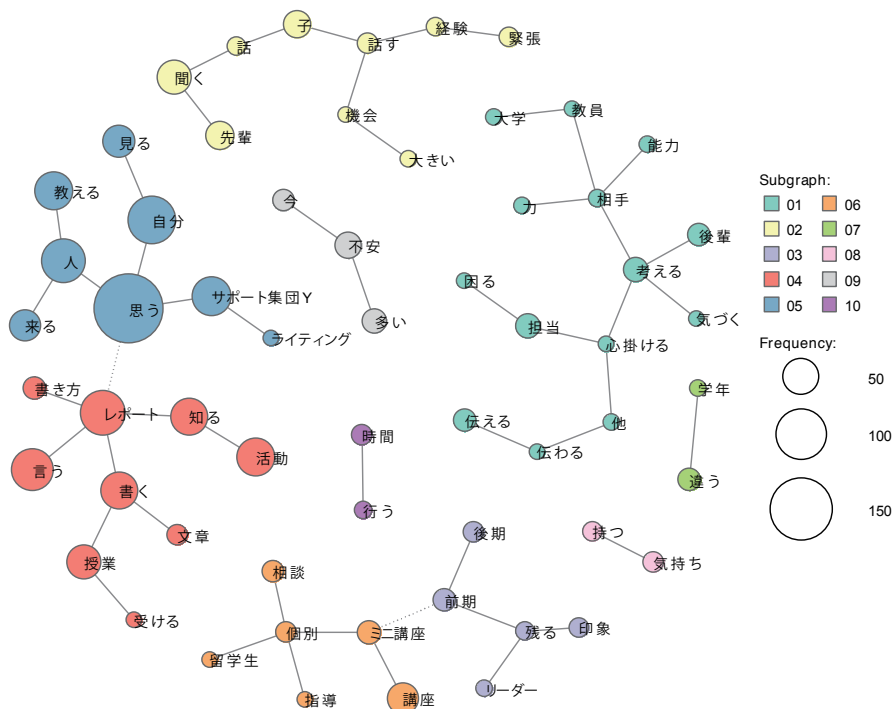 子
話
話す
経験
緊張
聞く
先輩
機会
大きい
大学
教員
能力
力
相手
見る
教える
自分
人
思う
サポート集団Y
来る
ライティング
今
不安
多い
後輩
考える
困る
気づく
担当
心掛ける
伝える
他
伝わる
学年
違う
書き方
レポート
知る
言う
活動
書く
文章
授業
受ける
時間
行う
後期
持つ
気持ち
相談
前期
個別
ミニ講座
残る
印象
留学生
指導
講座
リーダー
Subgraph:
01
06
02
07
03
08
04
09
05
10
Frequency:
50
100
150